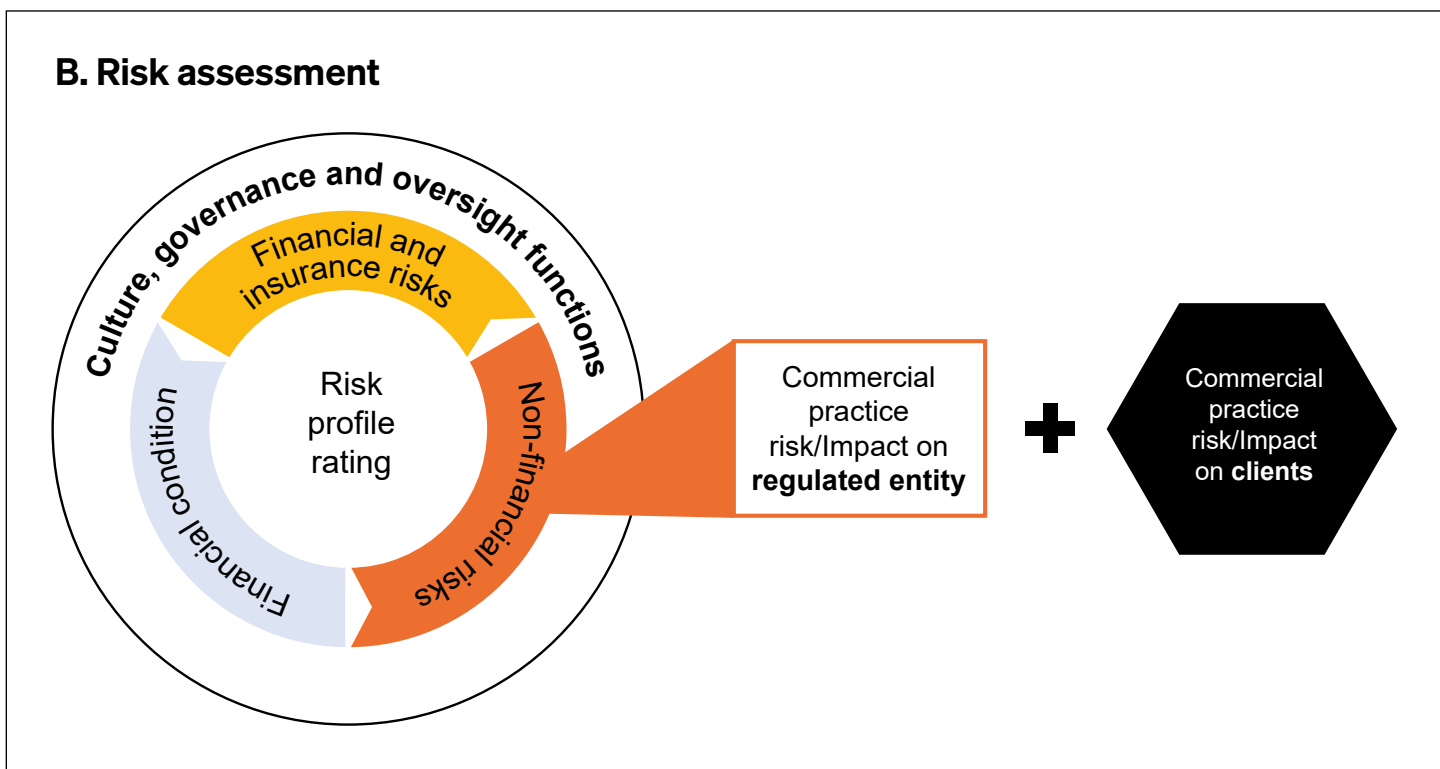 B. Risk assessment
Culture, governance and oversight functions
Financial and
insurance risks
Non-financial risks
Financial condition
Risk
profile
rating
Commercial
practice
risk/Impact on
regulated entity
Commercial
practice
risk/Impact
on clients